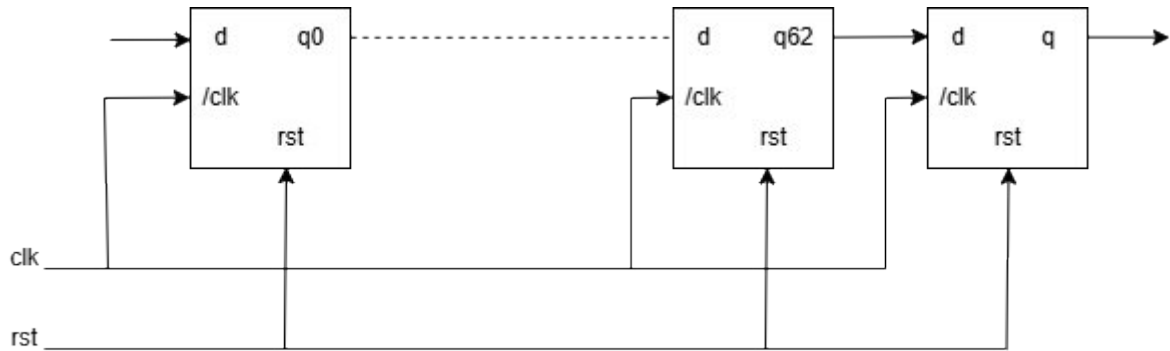 d q0 d q62 d q
/clk /clk /clk
rst rst rst
clk
rst